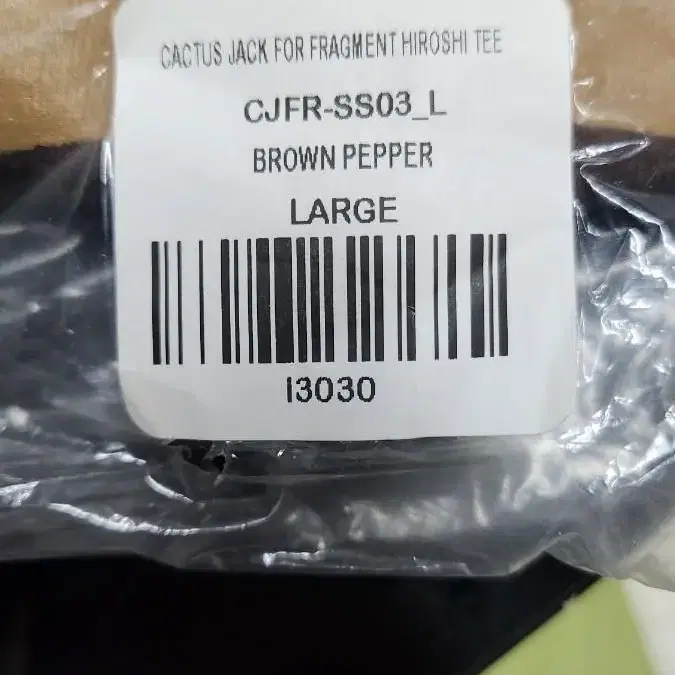 CACTUS JACK FOR FRAGMENT HIROSHI TEE
CJFR-SS03_L
BROWN PEPPER
LARGE
I3030